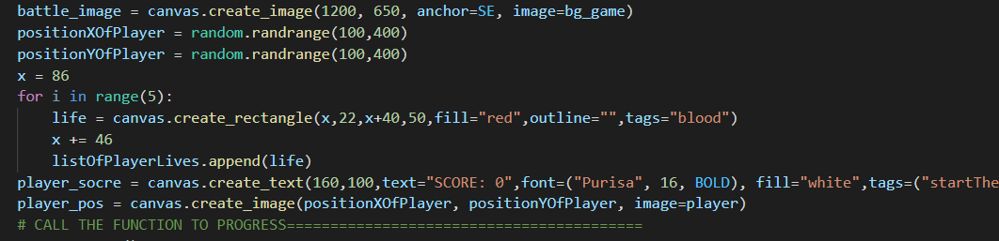 battle_image = canvas.create_image(1200, 650, anchor=SE, image=bg_game)
positionXOfPlayer = random.randrange(100,400)
positionYOfPlayer = random.randrange(100,400)
x = 86
for i in range(5):
    life = canvas.create_rectangle(x,22,x+40,50,fill="red",outline="",tags="blood")
    x += 46
    listOfPlayerLives.append(life)
player_socre = canvas.create_text(160,100,text="SCORE: 0",font=("Purisa", 16, BOLD), fill="white",tags=("startThe
player_pos = canvas.create_image(positionXOfPlayer, positionYOfPlayer, image=player)
# CALL THE FUNCTION TO PROGRESS=========================================